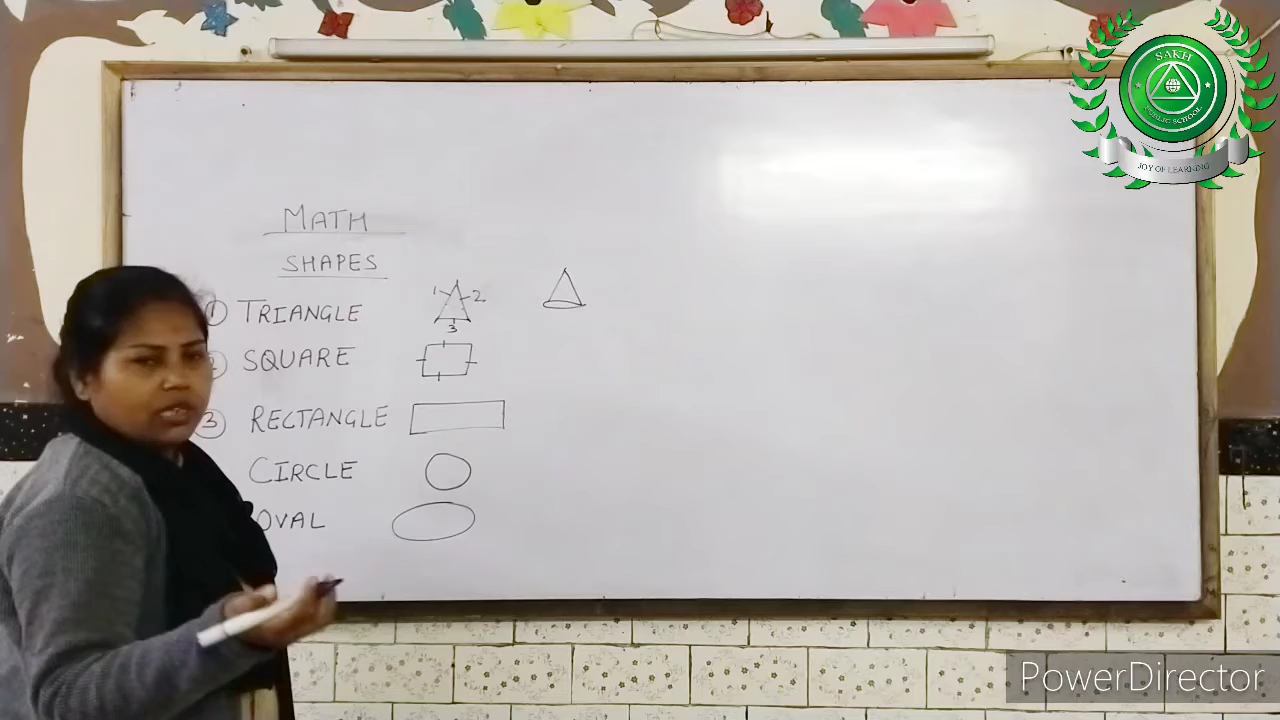 SAKH
PUBLIC SCHOOL
JOY OF LEARNING
MATH
SHAPES
1 TRIANGLE 1 2 3
2 SQUARE
3 RECTANGLE
CIRCLE
OVAL
PowerDirector